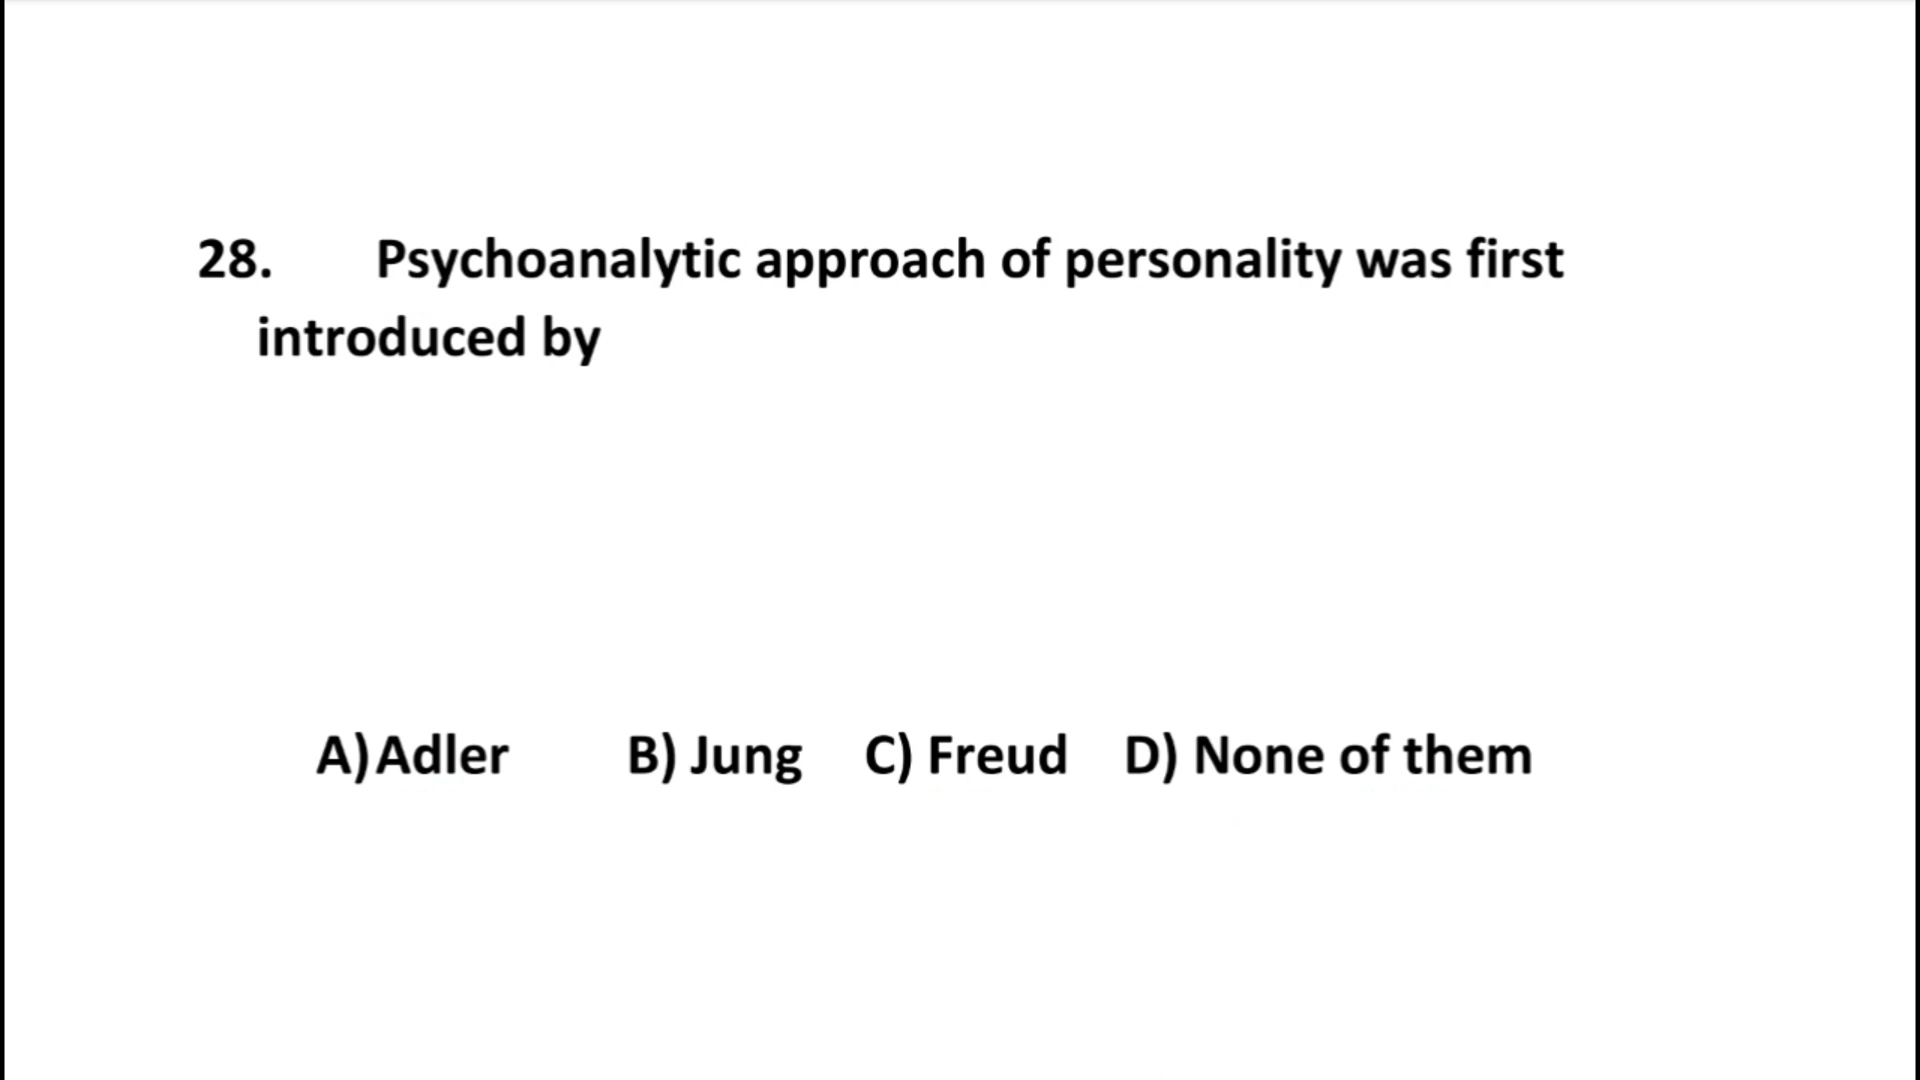 28. Psychoanalytic approach of personality was first
introduced by
A) Adler B) Jung C) Freud D) None of them